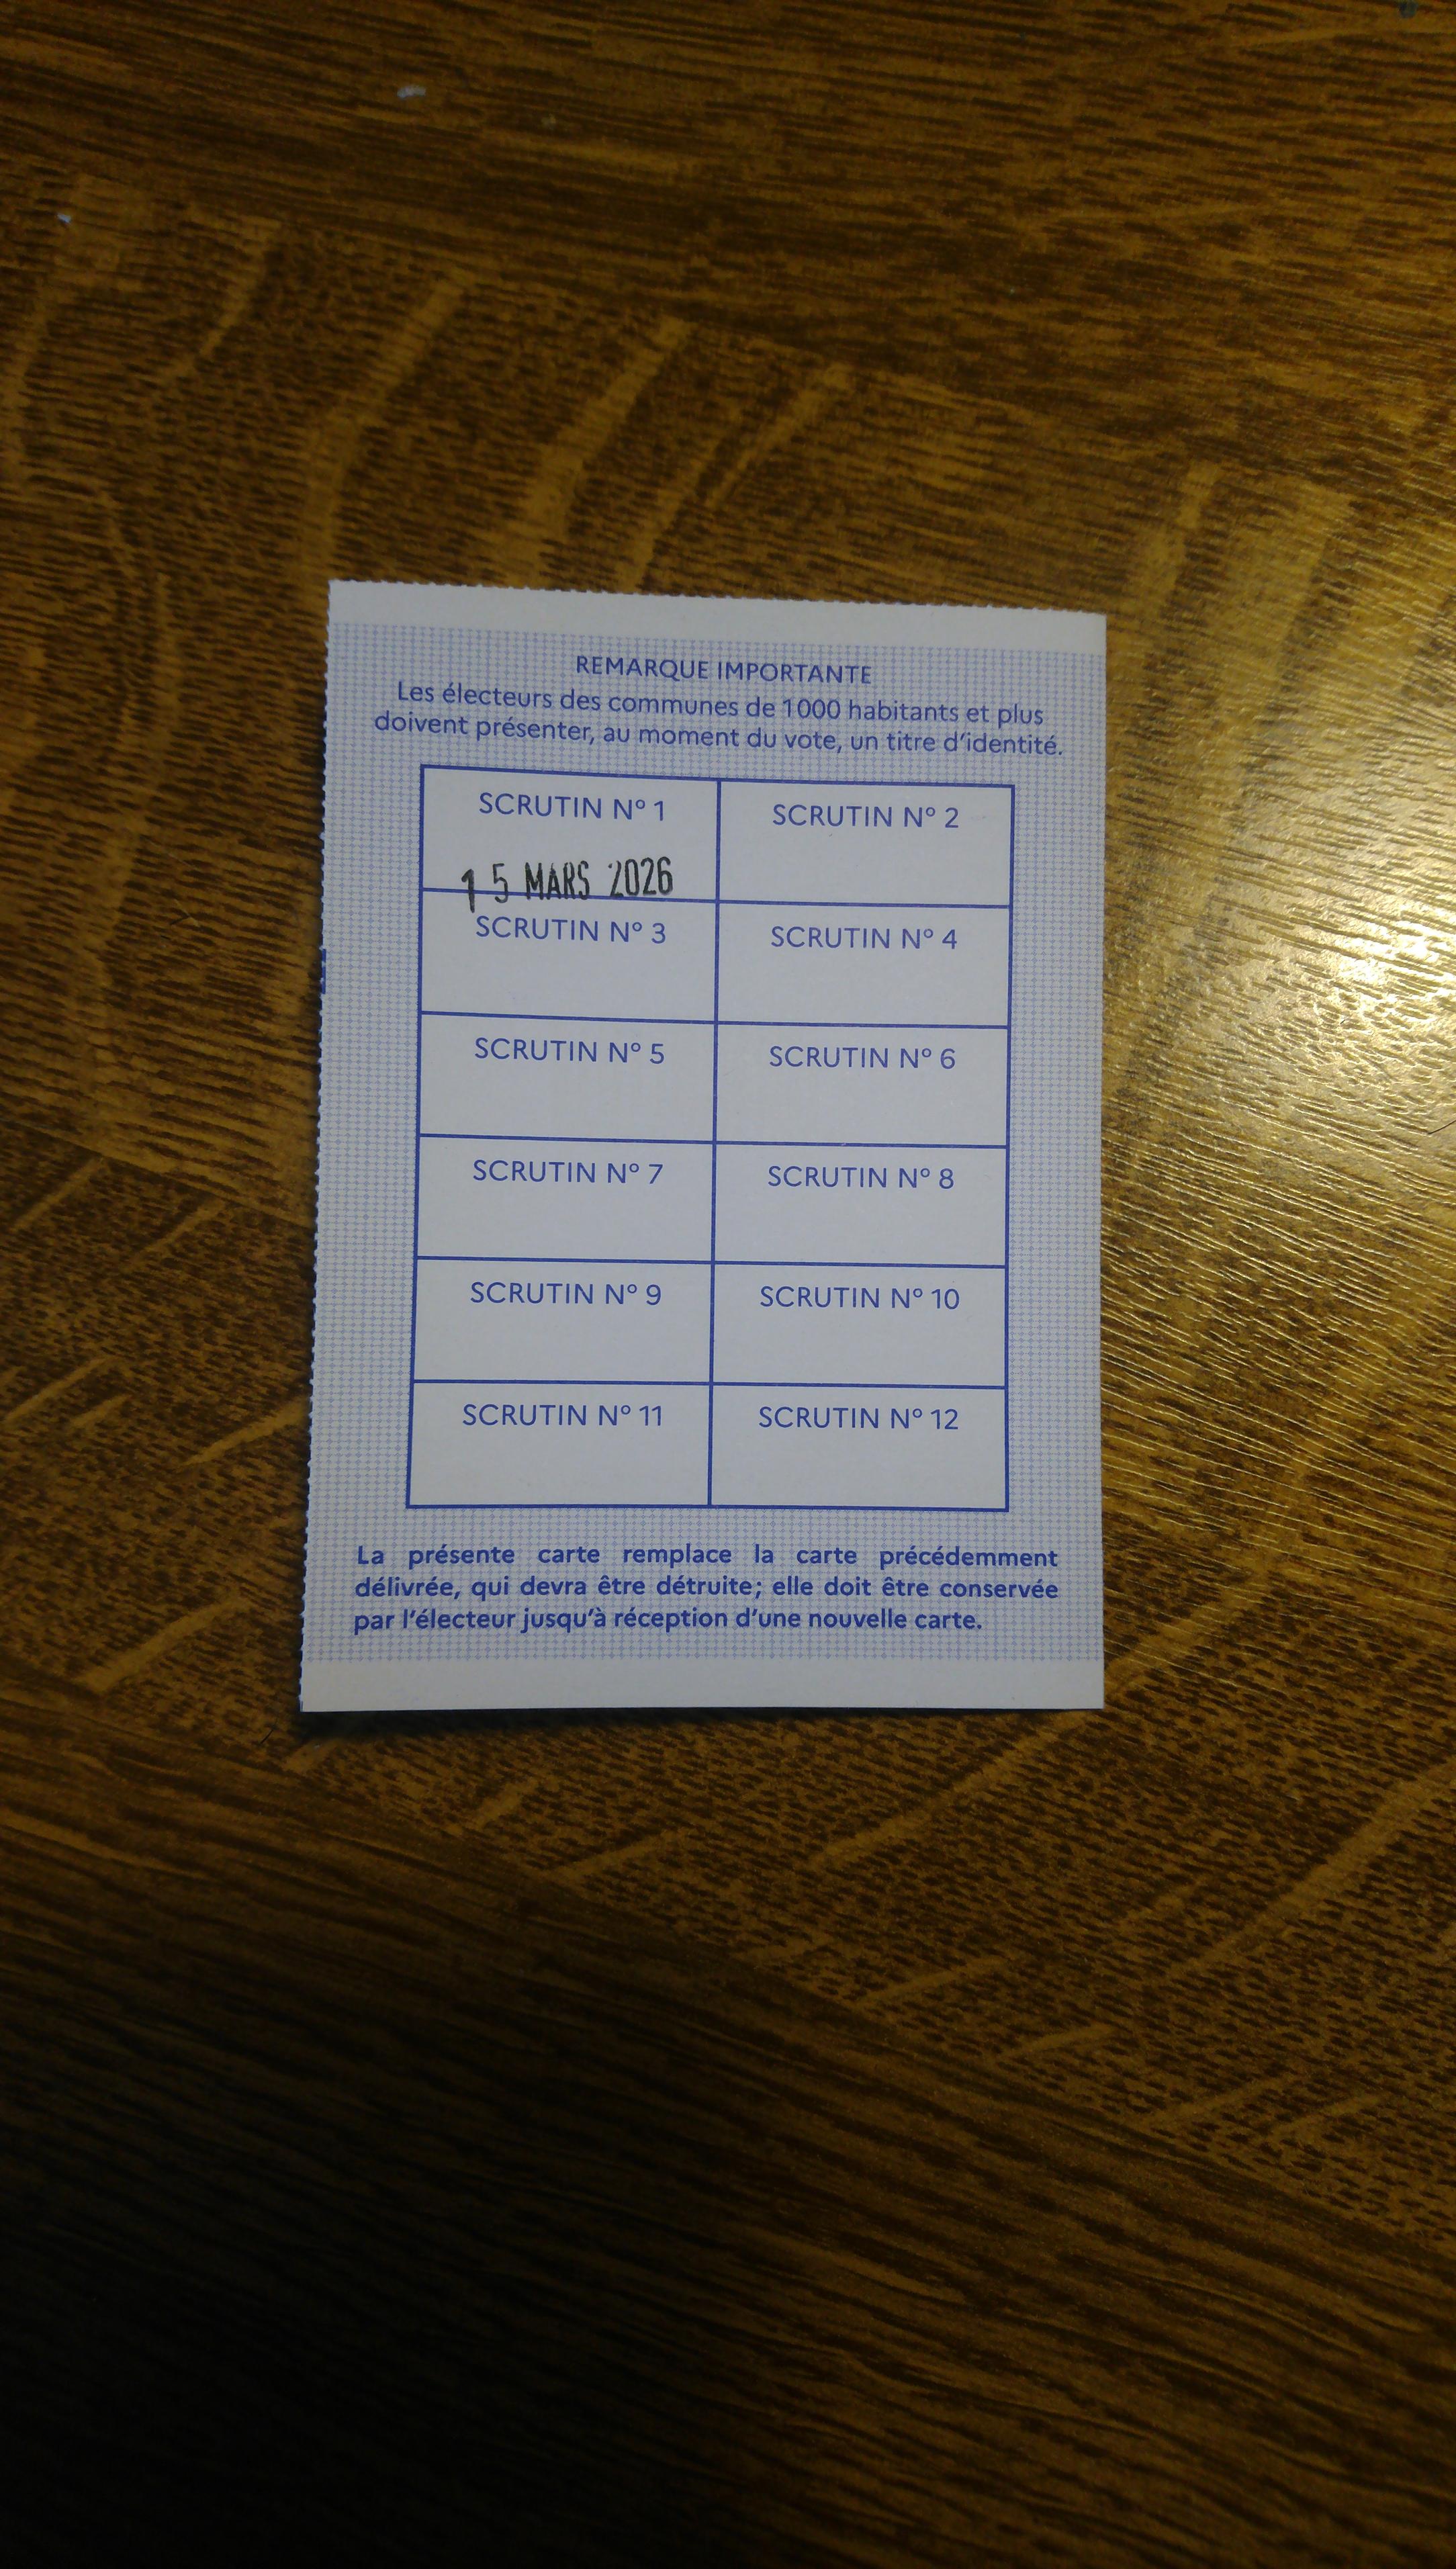 REMARQUE IMPORTANTE
Les électeurs des communes de 1000 habitants et plus
doivent présenter, au moment du vote, un titre d'identité.
SCRUTIN N° 1
15 MARS 2026
SCRUTIN N° 2
SCRUTIN N° 3
SCRUTIN N° 4
SCRUTIN N° 5
SCRUTIN N° 6
SCRUTIN N° 7
SCRUTIN N° 8
SCRUTIN N° 9
SCRUTIN N° 10
SCRUTIN N° 11
SCRUTIN N° 12
La présente carte remplace la carte précédemment
délivrée, qui devra être détruite; elle doit être conservée
par l'électeur jusqu'à réception d'une nouvelle carte.